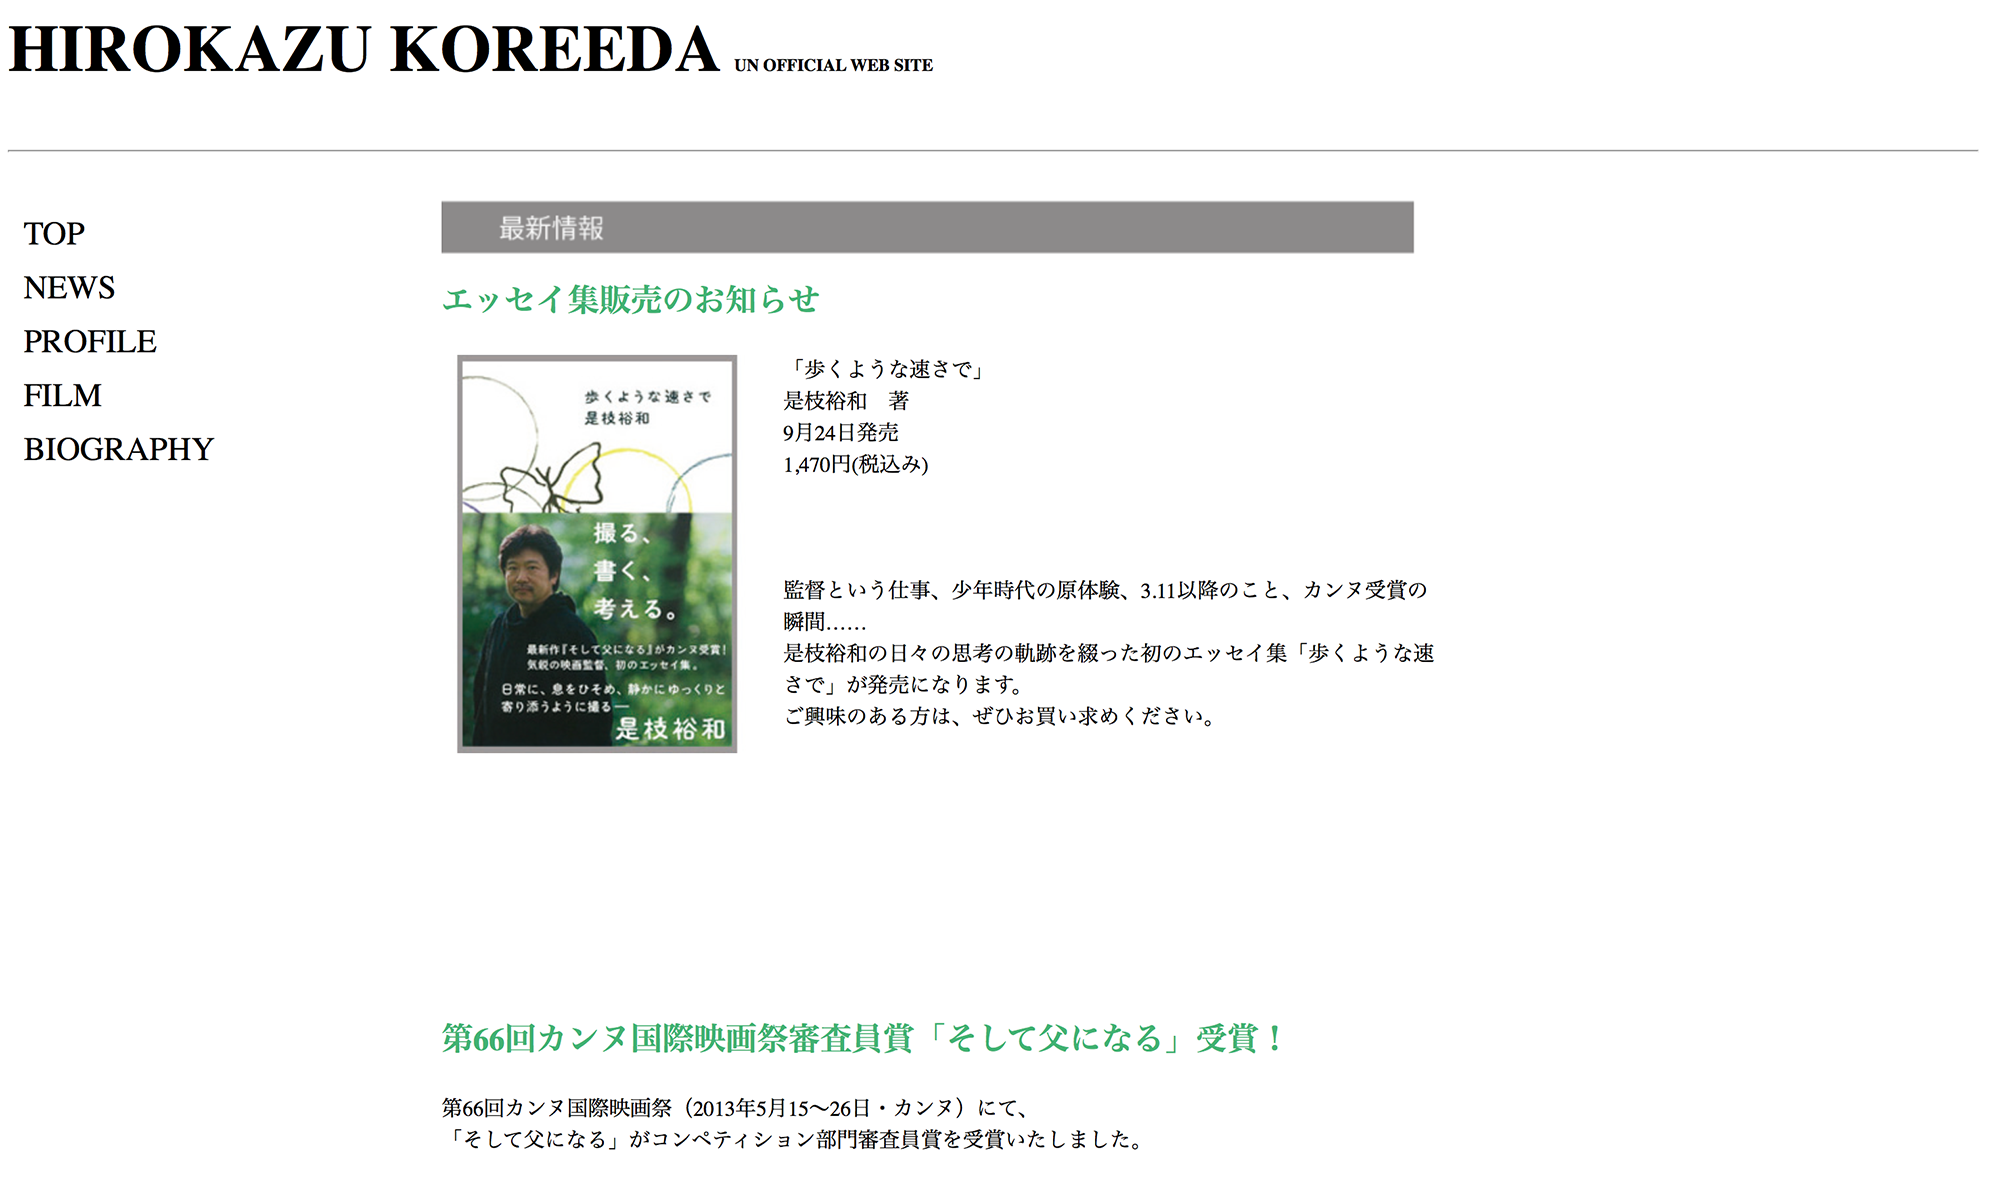 HIROKAZU KOREEDA UN OFFICIAL WEB SITE
TOP
NEWS
PROFILE
FILM
BIOGRAPHY
最新情報
エッセイ集販売のお知らせ
歩くような速さで
是枝裕和
撮る、
書く、
考える。
最新作『そして父になる』がカンヌ受賞!
気鋭の映画監督、初のエッセイ集。
日常に、息をひそめ、静かにゆっくりと
寄り添うように撮る—
是枝裕和
「歩くような速さで」
是枝裕和　著
9月24日発売
1,470円(税込み)
監督という仕事、少年時代の原体験、3.11以降のこと、カンヌ受賞の
瞬間……
是枝裕和の日々の思考の軌跡を綴った初のエッセイ集「歩くような速
さで」が発売になります。
ご興味のある方は、ぜひお買い求めください。
第66回カンヌ国際映画祭審査員賞「そして父になる」受賞！
第66回カンヌ国際映画祭（2013年5月15〜26日・カンヌ）にて、
「そして父になる」がコンペティション部門審査員賞を受賞いたしました。